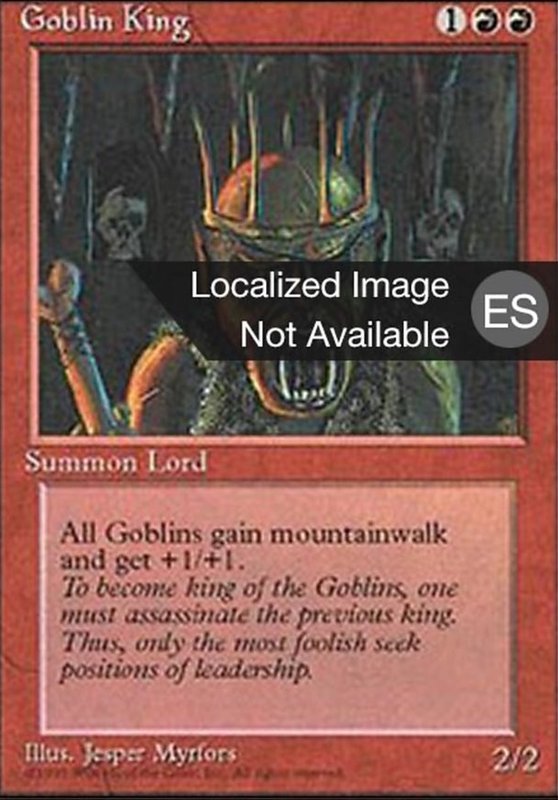 Goblin King 1
Localized Image
Not Available
ES
Summon Lord
All Goblins gain mountainwalk
and get +1/+1.
To become king of the Goblins, one
must assassinate the previous king.
Thus, only the most foolish seek
positions of leadership.
Illus. Jesper Myrfors
2/2